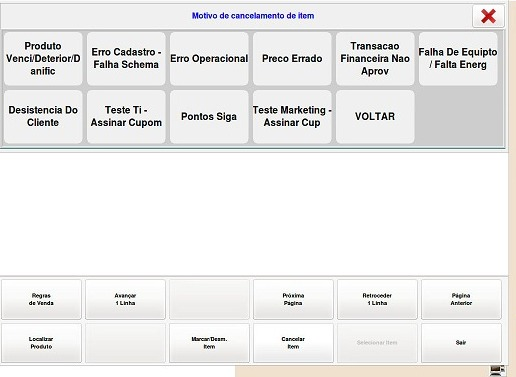 Motivo de cancelamento de item
Produto
Venci/Deterior/D
anific
Erro Cadastro -
Falha Schema
Erro Operacional
Preco Errado
Transacao
Financeira Nao
Aprov
Falha De Equipto
/ Falta Energ
Desistencia Do
Cliente
Teste Ti -
Assinar Cupom
Pontos Siga
Teste Marketing -
Assinar Cup
VOLTAR
Regras
de Venda
Avançar
1 Linha
Próxima
Página
Retroceder
1 Linha
Página
Anterior
Localizar
Produto
Marcar/Desm.
Item
Cancelar
Item
Selecionar Item
Sair